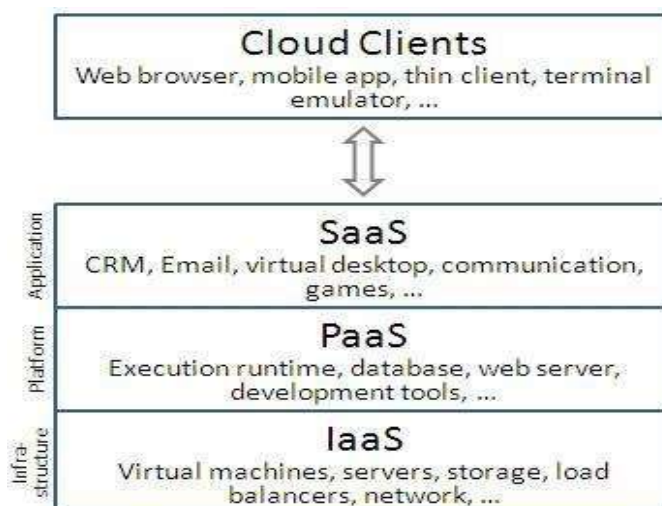 Cloud Clients
Web browser, mobile app, thin client, terminal
emulator, ...
Application
SaaS
CRM, Email, virtual desktop, communication,
games, ...
Platform
PaaS
Execution runtime, database, web server,
development tools, ...
Infra-
structure
IaaS
Virtual machines, servers, storage, load
balancers, network, ...